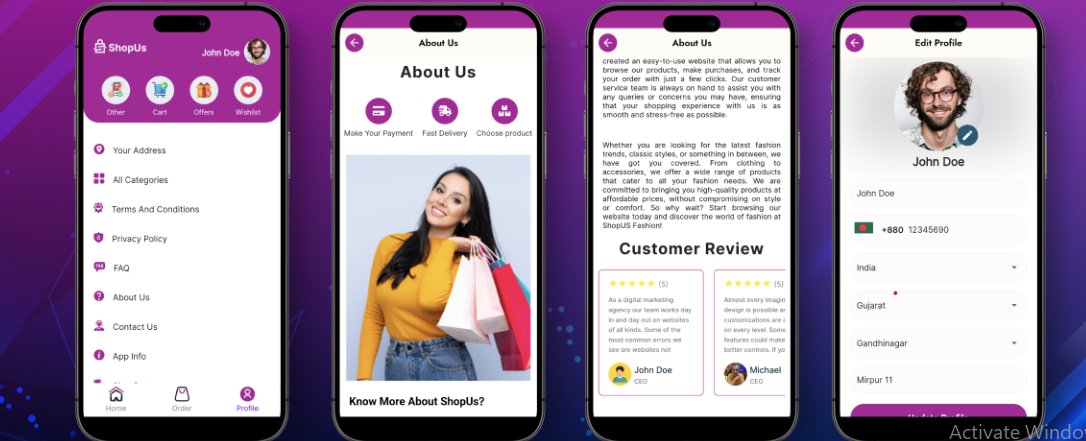 ShopUs
John Doe
Other
Cart
Offers
Wishlist
Your Address
All Categories
Terms And Conditions
Privacy Policy
FAQ
About Us
Contact Us
App Info
Home
Order
Profile
About Us
About Us
Make Your Payment
Fast Delivery
Choose product
Know More About ShopUs?
About Us
created an easy-to-use website that allows you to
browse our products, make purchases, and track
your order with just a few clicks. Our customer
service team is always on hand to assist you with
any queries or concerns you may have, ensuring
that your shopping experience with us is as
smooth and stress-free as possible.
Whether you are looking for the latest fashion
trends, classic styles, or something in between, we
have got you covered. From clothing to
accessories, we offer a wide range of products
that cater to all your fashion needs. We are
committed to bringing you high-quality products at
affordable prices, without compromising on style
or comfort. So why wait? Start browsing our
website today and discover the world of fashion at
ShopUS Fashion!
Customer Review
(5)
As a digital marketing
agency our team works day
in and day out on websites
of all kinds. Some of the
most common errors we
see are websites not
John Doe
CEO
(5)
Almost every imagin
design is possible a
customizations are a
on every level. Some
features could make
better controls. If yo
Michael
CEO
Edit Profile
John Doe
John Doe
+880 12345690
India
Gujarat
Gandhinagar
Mirpur 11
Update Profile
Activate Windo